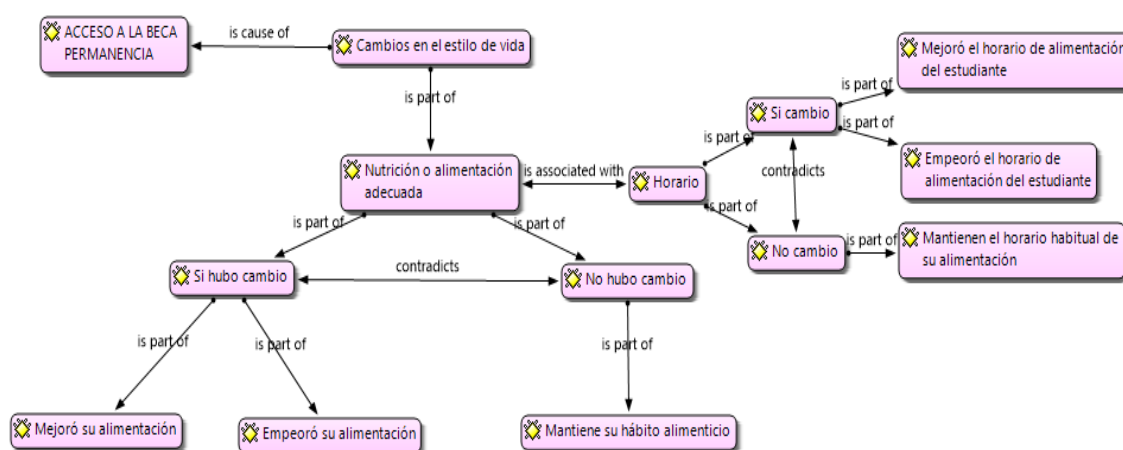 ACCESO A LA BECA
PERMANENCIA
is cause of
Cambios en el estilo de vida
is part of
Nutrición o alimentación
adecuada
is associated with
Horario
is part of
Si cambio
is part of
Mejoró el horario de alimentación
del estudiante
is part of
Empeoró el horario de
alimentación del estudiante
contradicts
is part of
No cambio
is part of
Mantienen el horario habitual de
su alimentación
is part of
is part of
Si hubo cambio
contradicts
No hubo cambio
is part of
is part of
is part of
Mejoró su alimentación
Empeoró su alimentación
Mantiene su hábito alimenticio